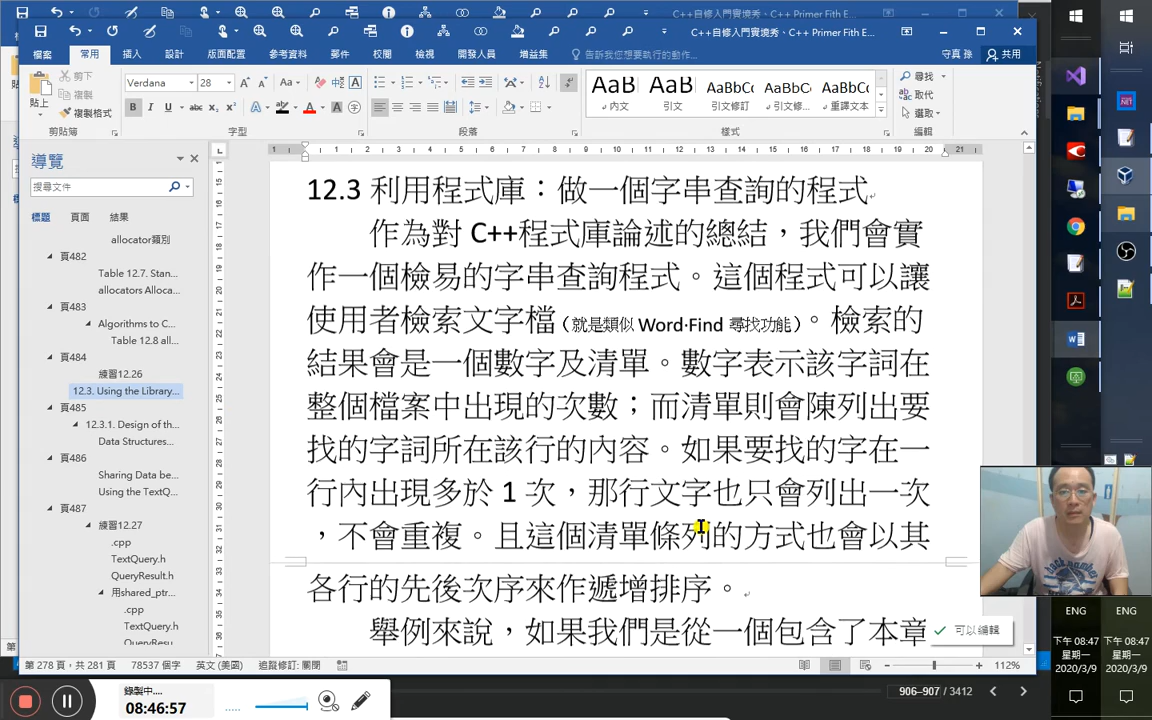 C++自修入門實境秀、C++ Primer Fith E...
C++自修入門實境秀、C++ Primer Fith E...
檔案
常用
插入
設計
版面配置
參考資料
郵件
校閱
檢視
開發人員
增益集
告訴我您想要執行的動作...
守真 孫
共用
貼上
剪下
複製
複製格式
Verdana
28
AaB
AaB
AaBbCc
AaBbCc
AaBbC
內文
引文
引文修訂
引文修...
重譯文本
尋找
取代
選取
剪貼簿
字型
段落
樣式
編輯
導覽
搜尋文件
標題
頁面
結果
allocator類別
頁482
Table 12.7. Stan...
allocators Alloca...
頁483
Algorithms to C...
Table 12.8 all...
頁484
練習12.26
12.3. Using the Library...
頁485
12.3.1. Design of th...
Data Structures...
頁486
Sharing Data be...
Using the TextQ...
頁487
練習12.27
.cpp
TextQuery.h
QueryResult.h
用shared_ptr...
.cpp
TextQuery.h
QueryResu...
12.3 利用程式庫：做一個字串查詢的程式
作為對 C++程式庫論述的總結，我們會實
作一個檢易的字串查詢程式。這個程式可以讓
使用者檢索文字檔（就是類似 Word·Find 尋找功能）。檢索的
結果會是一個數字及清單。數字表示該字詞在
整個檔案中出現的次數；而清單則會陳列出要
找的字詞所在該行的內容。如果要找的字在一
行內出現多於 1 次，那行文字也只會列出一次
，不會重複。且這個清單條列的方式也會以其
各行的先後次序來作遞增排序。
舉例來說，如果我們是從一個包含了本章
可以編輯
第 278 頁，共 281 頁
78537 個字
英文 (美國)
追蹤修訂: 關閉
112%
錄製中....
08:46:57
906–907 / 3412
ENG
下午 08:47
星期一
2020/3/9
ENG
下午 08:47
星期一
2020/3/9